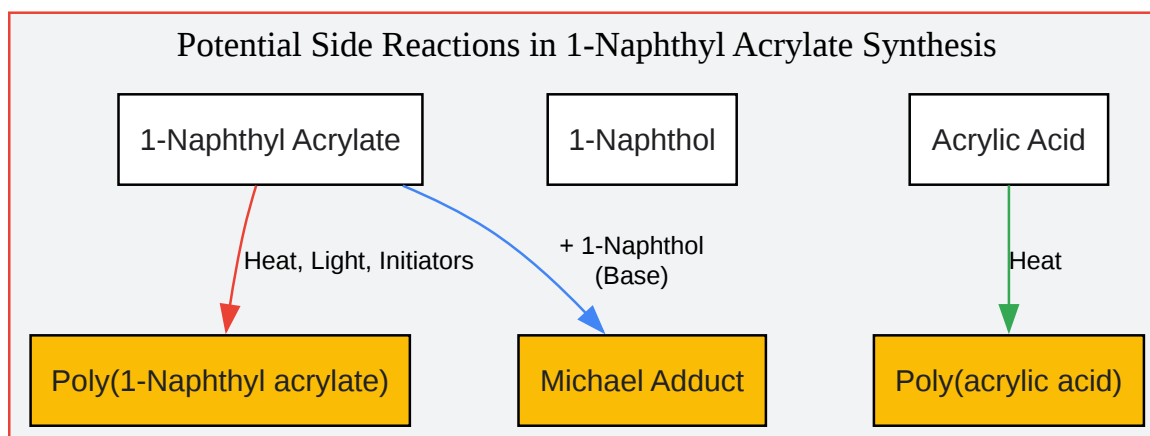 Potential Side Reactions in 1-Naphthyl Acrylate Synthesis
1-Naphthyl Acrylate
1-Naphthol
Acrylic Acid
Heat, Light, Initiators
+ 1-Naphthol
(Base)
Heat
Poly(1-Naphthyl acrylate)
Michael Adduct
Poly(acrylic acid)